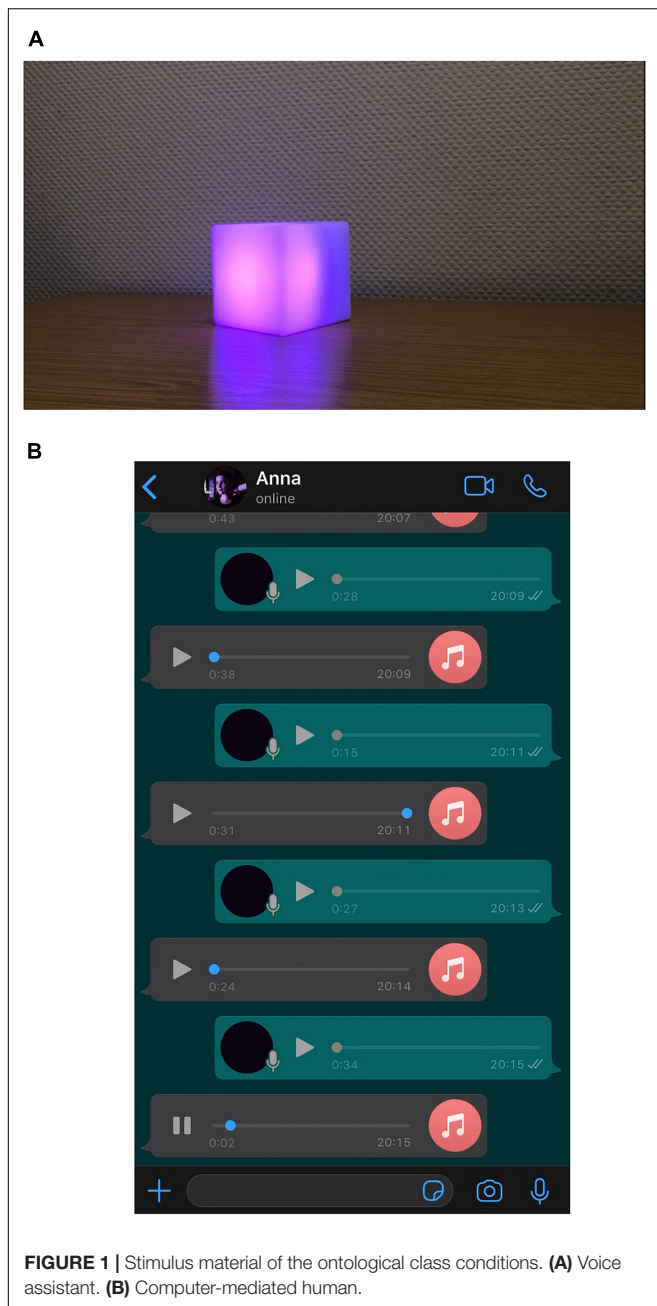 A
B
Anna
online
0:43 20:07
0:28 20:09
0:38 20:09
0:15 20:11
0:31 20:11
0:27 20:13
0:24 20:14
0:34 20:15
0:02 20:15
FIGURE 1 | Stimulus material of the ontological class conditions. (A) Voice
assistant. (B) Computer-mediated human.